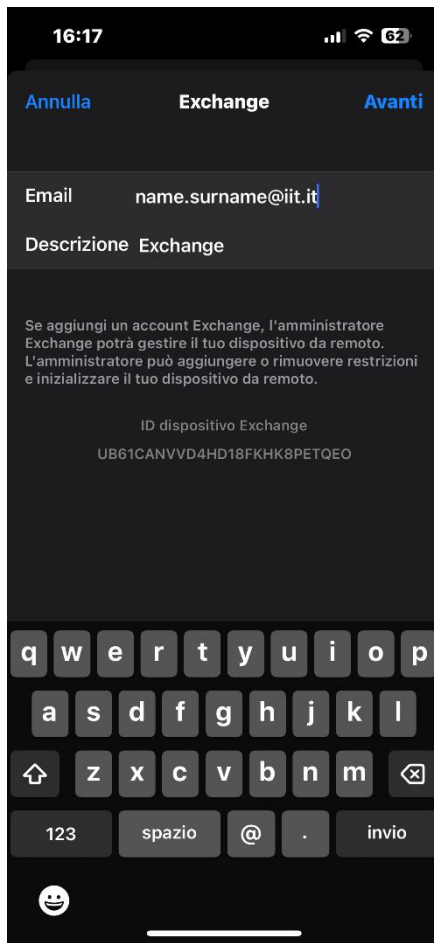 16:17 62
Annulla Exchange Avanti
Email name.surname@iit.it
Descrizione Exchange
Se aggiungi un account Exchange, l'amministratore
Exchange potrà gestire il tuo dispositivo da remoto.
L'amministratore può aggiungere o rimuovere restrizioni
e inizializzare il tuo dispositivo da remoto.
ID dispositivo Exchange
UB61CANVVD4HD18FKHK8PETQEO
q w e r t y u i o p
a s d f g h j k l
z x c v b n m
123 spazio @ . invio